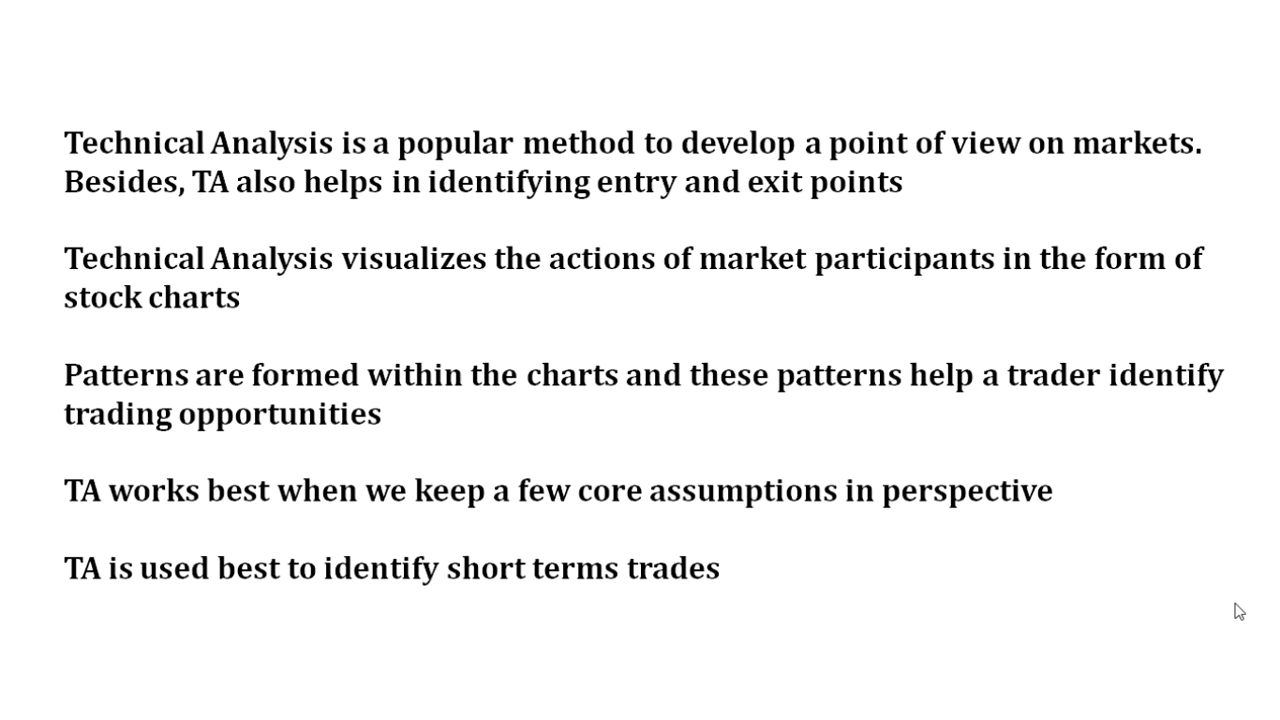 Technical Analysis is a popular method to develop a point of view on markets.
Besides, TA also helps in identifying entry and exit points
Technical Analysis visualizes the actions of market participants in the form of
stock charts
Patterns are formed within the charts and these patterns help a trader identify
trading opportunities
TA works best when we keep a few core assumptions in perspective
TA is used best to identify short terms trades